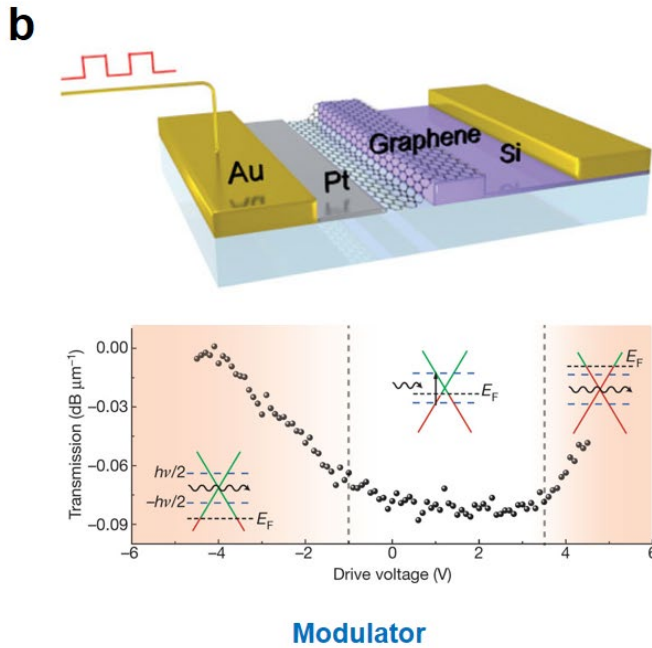 b
Au
Pt
Graphene
Si
Transmission (dB μm⁻¹)
0.00
−0.03
−0.06
−0.09
hν/2
−hν/2
E_F
E_F
E_F
−6
−4
−2
0
2
4
6
Drive voltage (V)
Modulator